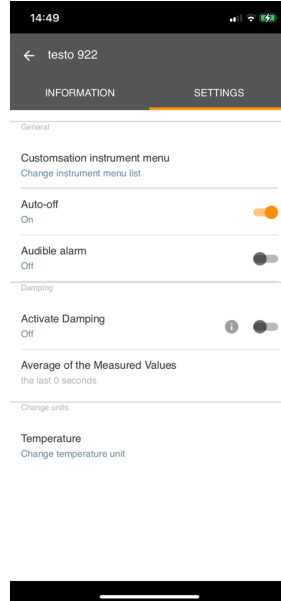 14:49
testo 922
INFORMATION SETTINGS
General
Customsation instrument menu
Change instrument menu list
Auto-off
On
Audible alarm
Off
Damping
Activate Damping
Off
Average of the Measured Values
the last 0 seconds
Change units
Temperature
Change temperature unit